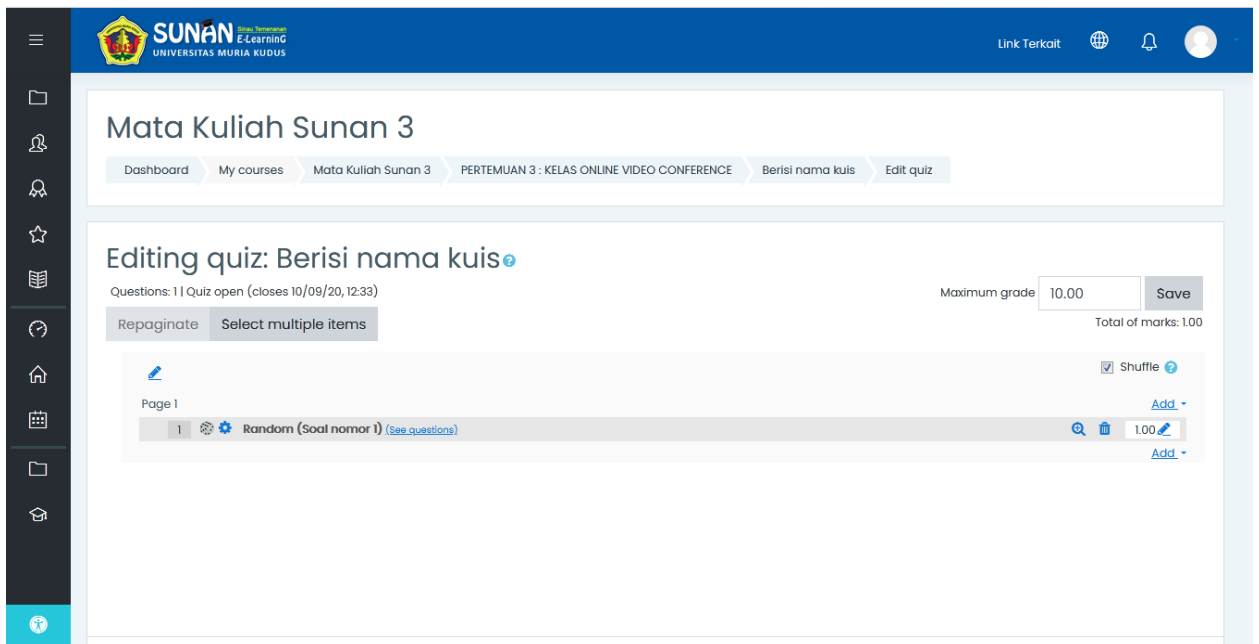 SUNAN Sinau Temenanan
E-Learning
UNIVERSITAS MURIA KUDUS
Link Terkait
Mata Kuliah Sunan 3
Dashboard My courses Mata Kuliah Sunan 3 PERTEMUAN 3 : KELAS ONLINE VIDEO CONFERENCE Berisi nama kuis Edit quiz
Editing quiz: Berisi nama kuis
Questions: 1 | Quiz open (closes 10/09/20, 12:33)
Maximum grade 10.00 Save
Repaginate Select multiple items
Total of marks: 1.00
Shuffle
Page 1
Add
1 Random (Soal nomor 1) (See questions) 1.00
Add